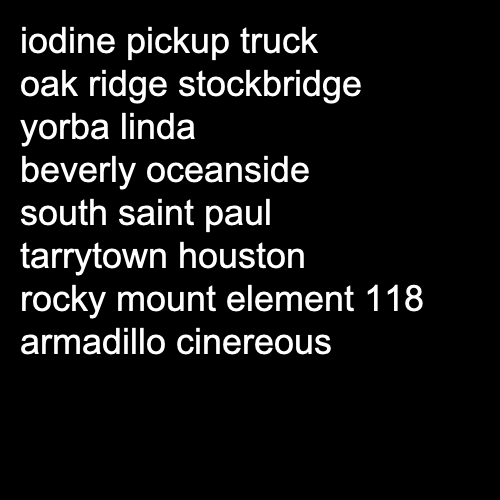 iodine pickup truck
oak ridge stockbridge
yorba linda
beverly oceanside
south saint paul
tarrytown houston
rocky mount element 118
armadillo cinereous